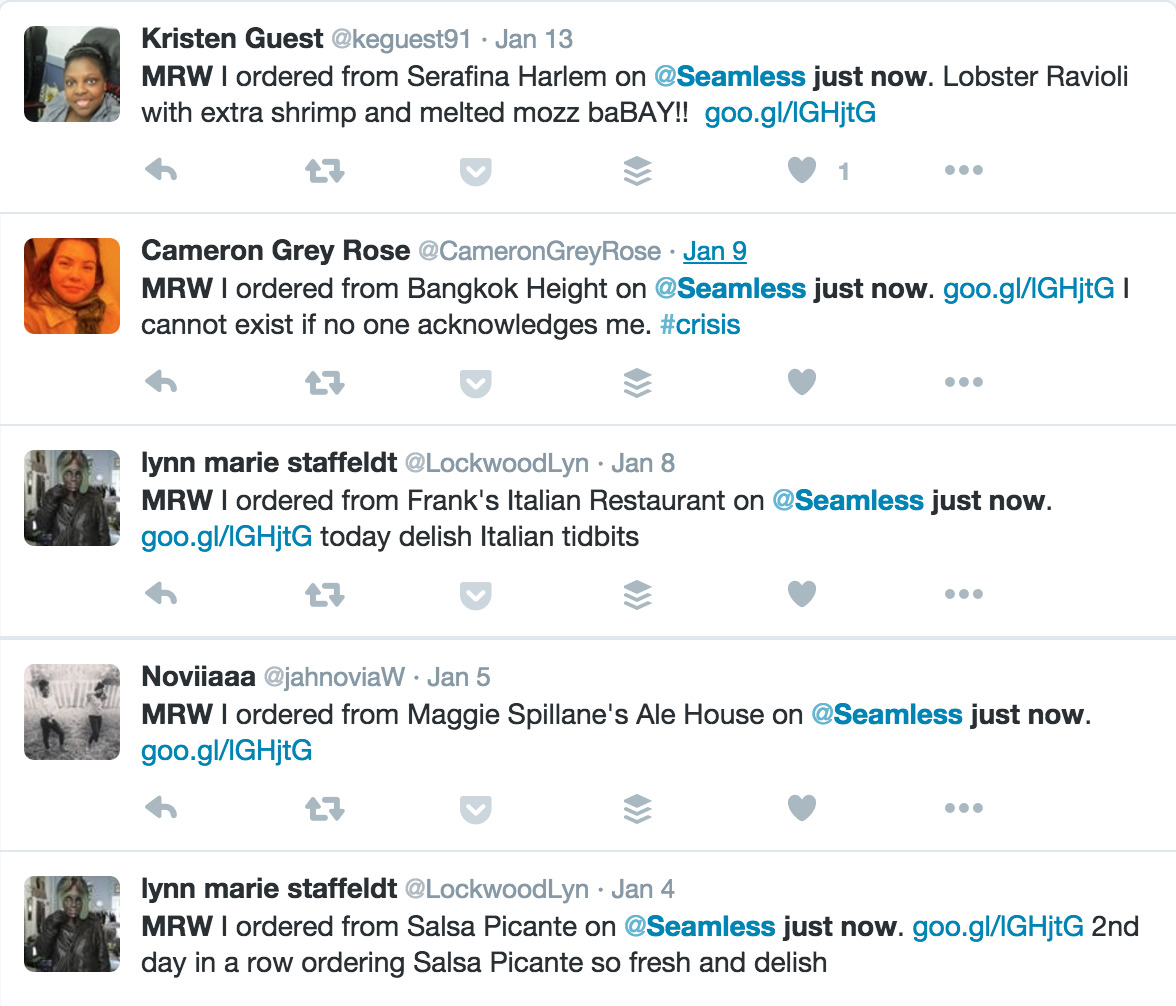 Kristen Guest @keguest91 · Jan 13
MRW I ordered from Serafina Harlem on @Seamless just now. Lobster Ravioli
with extra shrimp and melted mozz baBAY!! goo.gl/lGHjtG
1
Cameron Grey Rose @CameronGreyRose · Jan 9
MRW I ordered from Bangkok Height on @Seamless just now. goo.gl/lGHjtG I
cannot exist if no one acknowledges me. #crisis
lynn marie staffeldt @LockwoodLyn · Jan 8
MRW I ordered from Frank's Italian Restaurant on @Seamless just now.
goo.gl/lGHjtG today delish Italian tidbits
Noviiaaa @jahnoviaW · Jan 5
MRW I ordered from Maggie Spillane's Ale House on @Seamless just now.
goo.gl/lGHjtG
lynn marie staffeldt @LockwoodLyn · Jan 4
MRW I ordered from Salsa Picante on @Seamless just now. goo.gl/lGHjtG 2nd
day in a row ordering Salsa Picante so fresh and delish